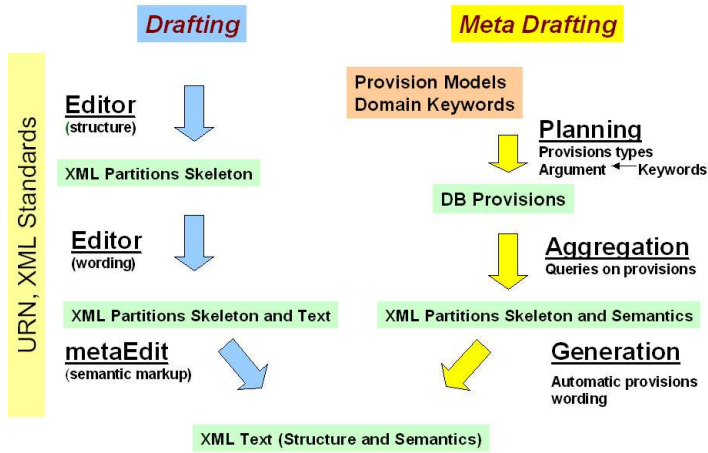 Drafting
Meta Drafting
URN, XML Standards
Editor
(structure)
XML Partitions Skeleton
Editor
(wording)
XML Partitions Skeleton and Text
metaEdit
(semantic markup)
Provision Models
Domain Keywords
Planning
Provisions types
Argument Keywords
DB Provisions
Aggregation
Queries on provisions
XML Partitions Skeleton and Semantics
Generation
Automatic provisions
wording
XML Text (Structure and Semantics)